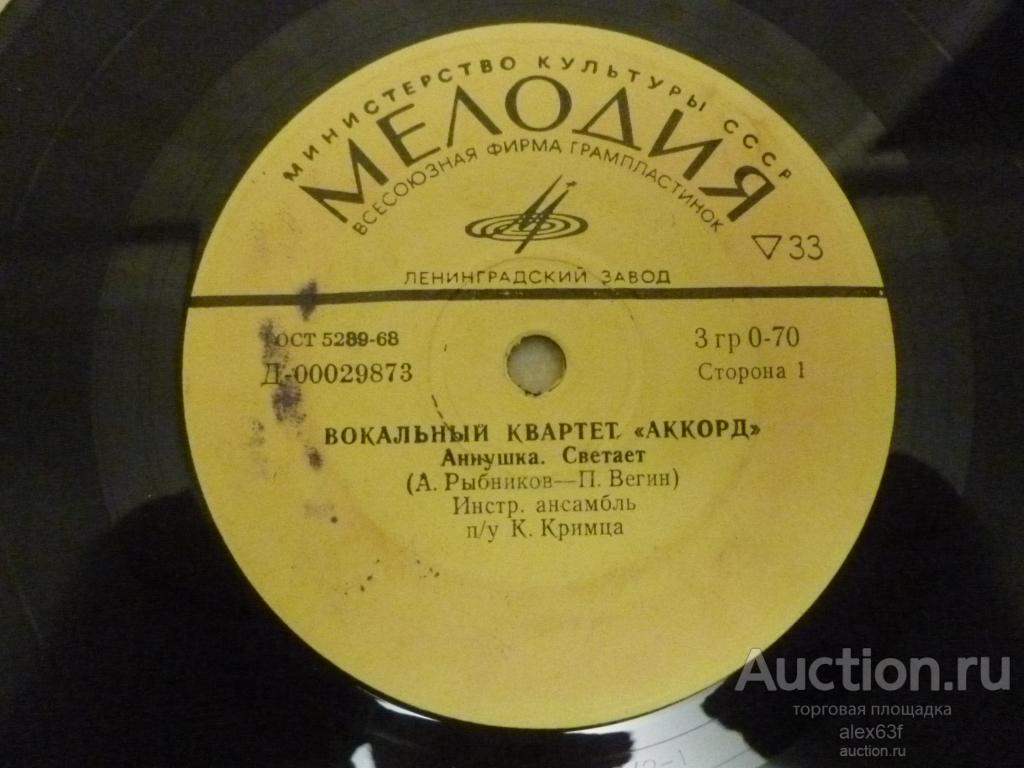 МИНИСТЕРСТВО КУЛЬТУРЫ СССР
МЕЛОДИЯ
ВСЕСОЮЗНАЯ ФИРМА ГРАМПЛАСТИНОК
▽33
ЛЕНИНГРАДСКИЙ ЗАВОД
ГОСТ 5289-68
3 гр 0-70
Д-00029873
Сторона 1
ВОКАЛЬНЫЙ КВАРТЕТ «АККОРД»
Аннушка. Светает
(А. Рыбников—П. Вегин)
Инстр. ансамбль
п/у К. Кримца
Auction.ru
торговая площадка
alex63f
auction.ru